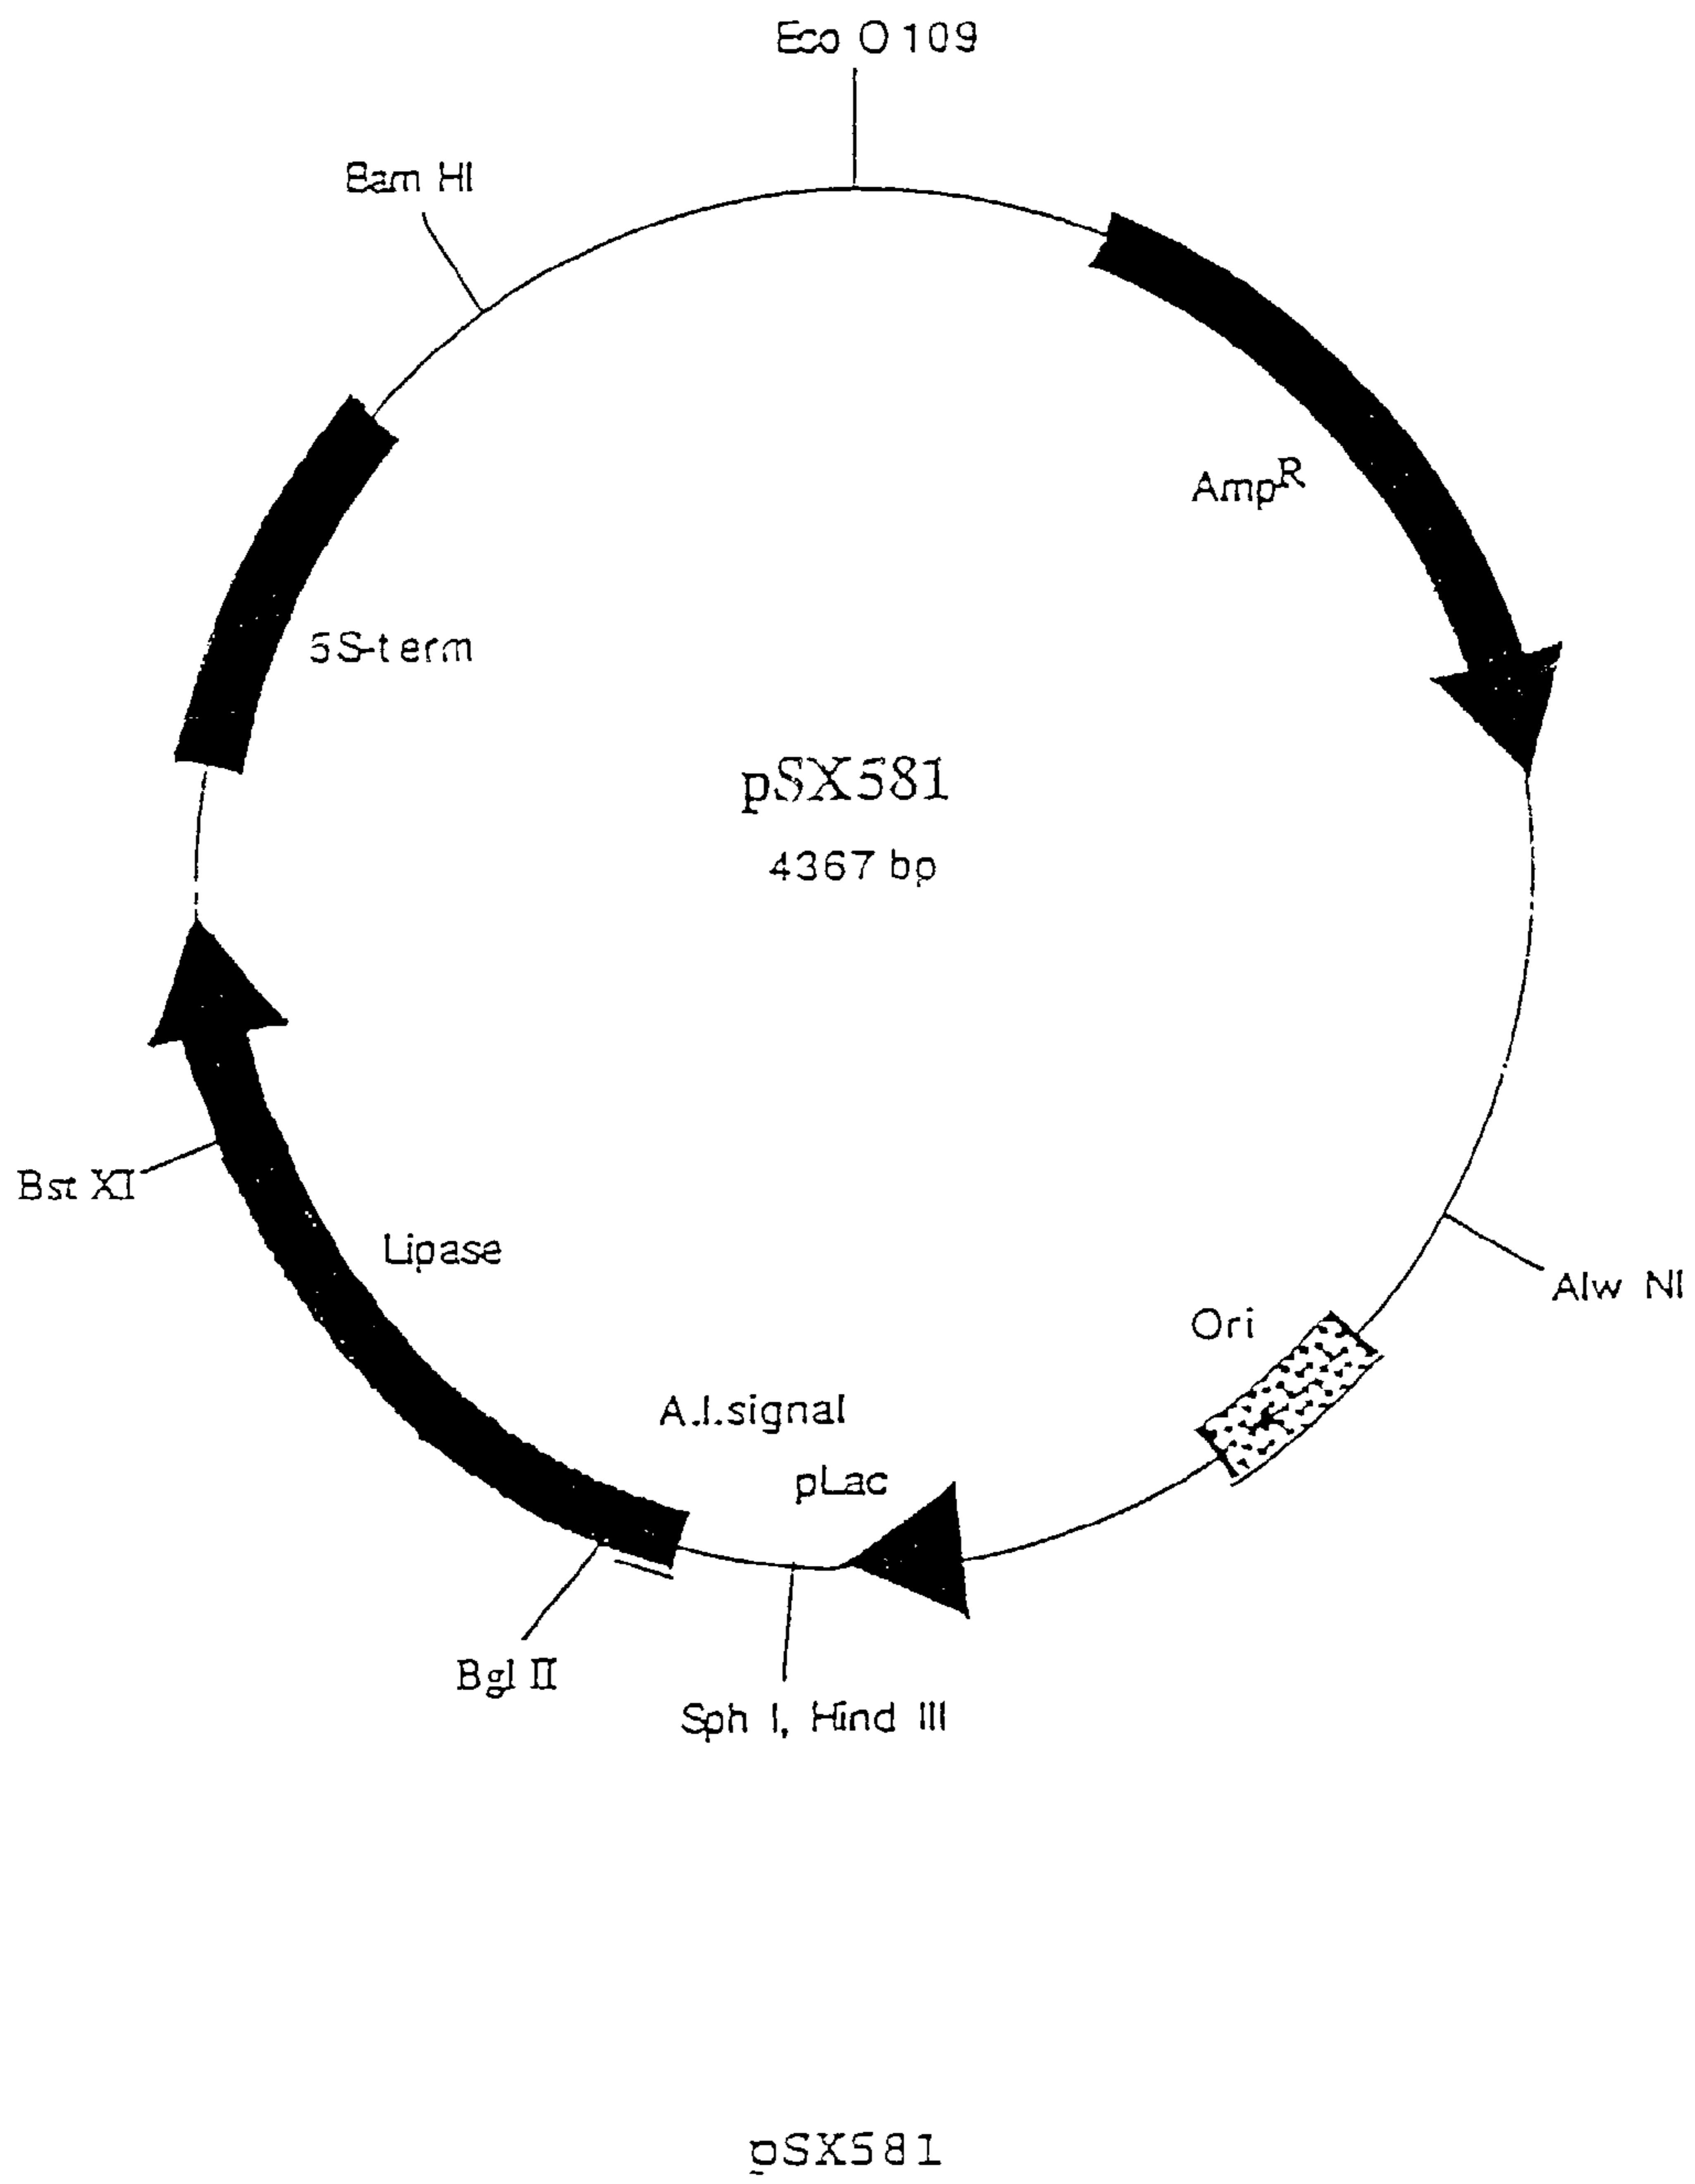 Eco O109
Bam HI
Amp^R
5S-term
pSX581
4367 bp
Bst XI
Lipase
Alw NI
Ori
A.l.signal
pLac
Bgl II
Sph I, Hind III
pSX581